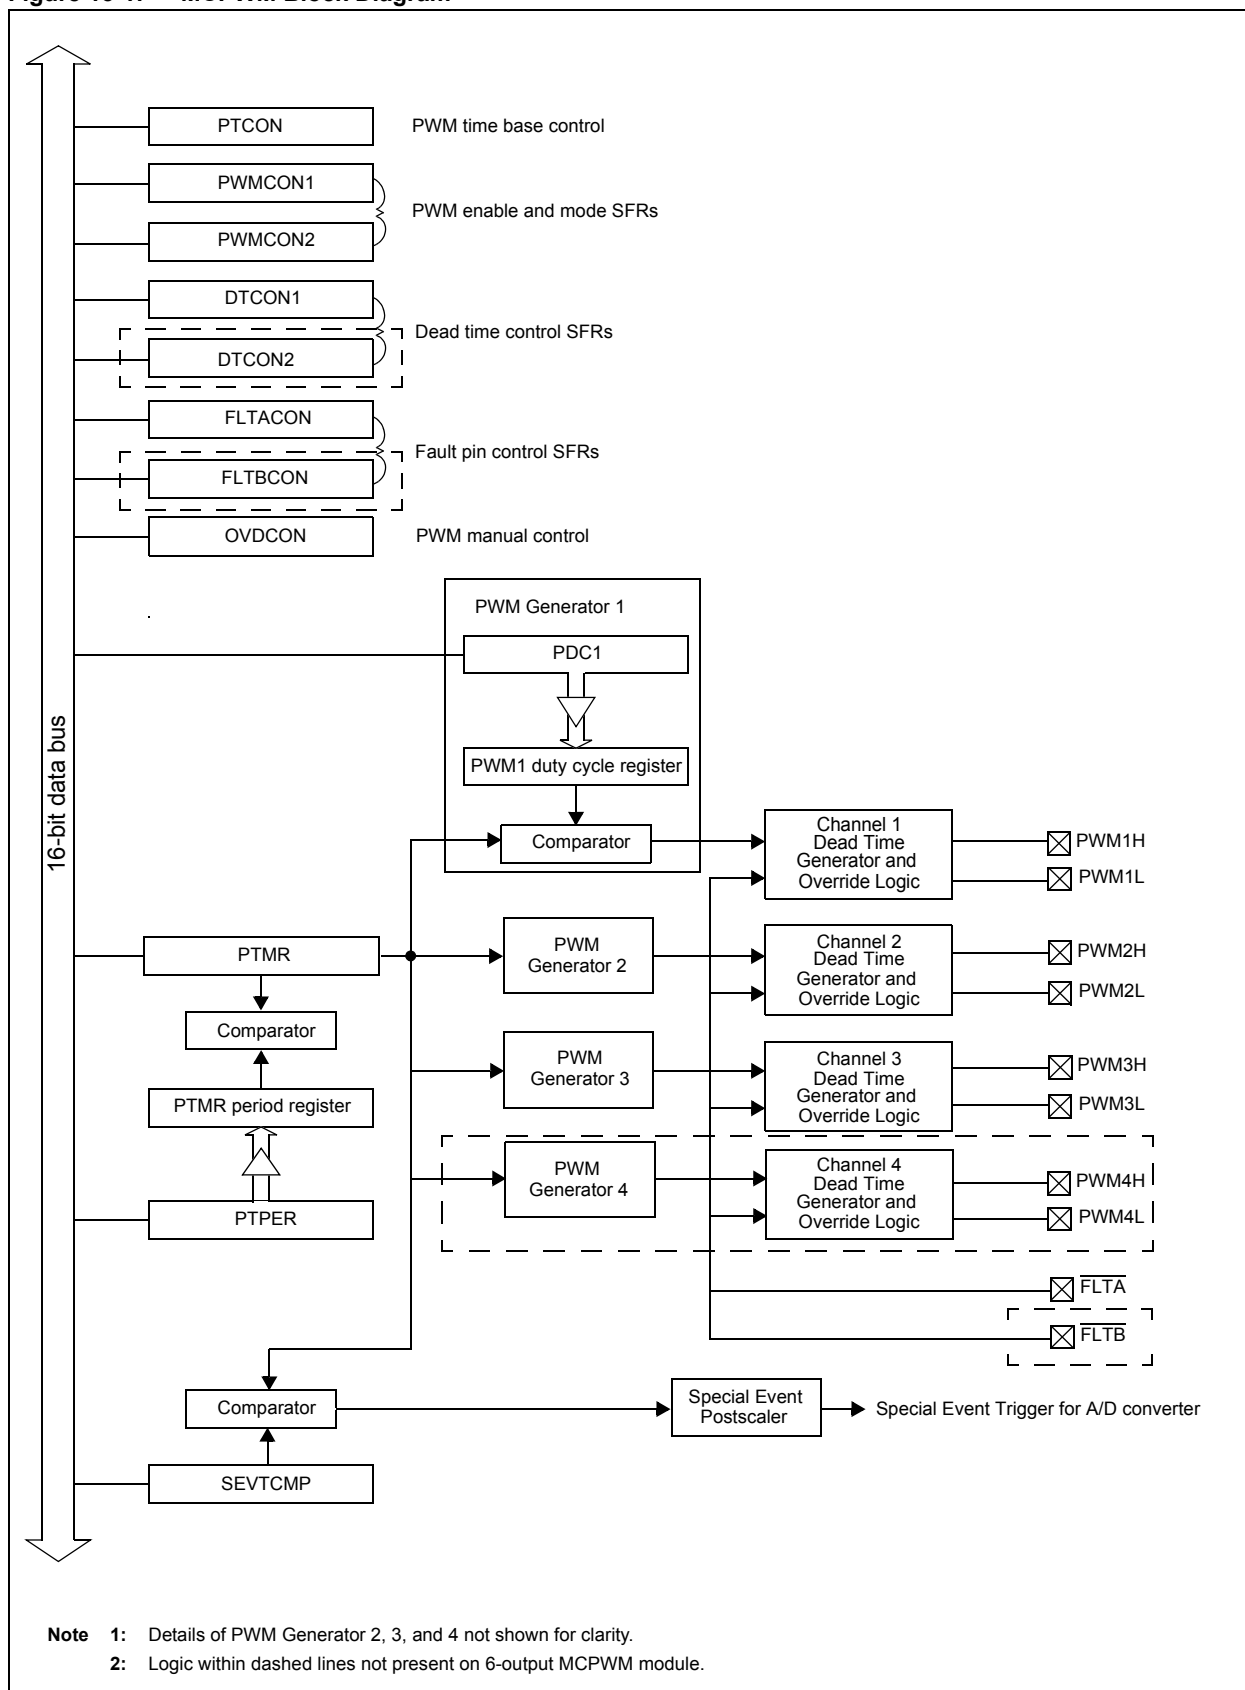 PTCON PWM time base control
PWMCON1
PWM enable and mode SFRs
PWMCON2
DTCON1
Dead time control SFRs
DTCON2
FLTACON
Fault pin control SFRs
FLTBCON
OVDCON PWM manual control
PWM Generator 1
PDC1
16-bit data bus
PWM1 duty cycle register
Comparator
Channel 1
Dead Time
Generator and
Override Logic
PWM1H
PWM1L
PTMR
PWM
Generator 2
Channel 2
Dead Time
Generator and
Override Logic
PWM2H
PWM2L
Comparator
PWM
Generator 3
Channel 3
Dead Time
Generator and
Override Logic
PWM3H
PWM3L
PTMR period register
PWM
Generator 4
Channel 4
Dead Time
Generator and
Override Logic
PWM4H
PWM4L
PTPER
FLTA
FLTB
Comparator
Special Event
Postscaler
Special Event Trigger for A/D converter
SEVTCMP
Note 1: Details of PWM Generator 2, 3, and 4 not shown for clarity.
2: Logic within dashed lines not present on 6-output MCPWM module.